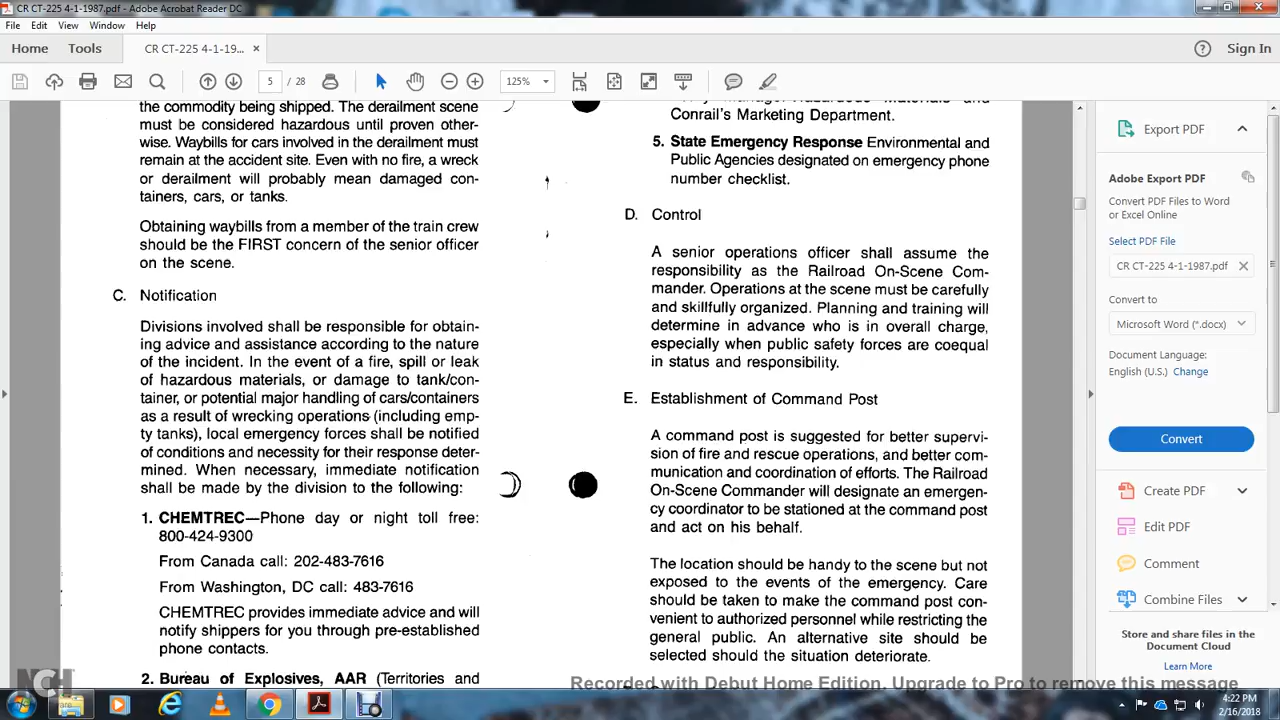 CR CT-225 4-1-1987.pdf - Adobe Acrobat Reader DC
File Edit View Window Help
Home Tools CR CT-225 4-1-19... × Sign In
5 / 28 125%
the commodity being shipped. The derailment scene
must be considered hazardous until proven other-
wise. Waybills for cars involved in the derailment must
remain at the accident site. Even with no fire, a wreck
or derailment will probably mean damaged con-
tainers, cars, or tanks.
Obtaining waybills from a member of the train crew
should be the FIRST concern of the senior officer
on the scene.
C. Notification
Divisions involved shall be responsible for obtain-
ing advice and assistance according to the nature
of the incident. In the event of a fire, spill or leak
of hazardous materials, or damage to tank/con-
tainer, or potential major handling of cars/containers
as a result of wrecking operations (including emp-
ty tanks), local emergency forces shall be notified
of conditions and necessity for their response deter-
mined. When necessary, immediate notification
shall be made by the division to the following:
1. CHEMTREC—Phone day or night toll free:
800-424-9300
From Canada call: 202-483-7616
From Washington, DC call: 483-7616
CHEMTREC provides immediate advice and will
notify shippers for you through pre-established
phone contacts.
2. Bureau of Explosives, AAR (Territories and
Manager Hazardous Materials and
Conrail's Marketing Department.
5. State Emergency Response Environmental and
Public Agencies designated on emergency phone
number checklist.
D. Control
A senior operations officer shall assume the
responsibility as the Railroad On-Scene Com-
mander. Operations at the scene must be carefully
and skillfully organized. Planning and training will
determine in advance who is in overall charge,
especially when public safety forces are coequal
in status and responsibility.
E. Establishment of Command Post
A command post is suggested for better supervi-
sion of fire and rescue operations, and better com-
munication and coordination of efforts. The Railroad
On-Scene Commander will designate an emergen-
cy coordinator to be stationed at the command post
and act on his behalf.
The location should be handy to the scene but not
exposed to the events of the emergency. Care
should be taken to make the command post con-
venient to authorized personnel while restricting the
general public. An alternative site should be
selected should the situation deteriorate.
Export PDF
Adobe Export PDF
Convert PDF Files to Word
or Excel Online
Select PDF File
CR CT-225 4-1-1987.pdf
Convert to
Microsoft Word (*.docx)
Document Language:
English (U.S.) Change
Convert
Create PDF
Edit PDF
Comment
Combine Files
Store and share files in the
Document Cloud
Learn More
NCH
Recorded with Debut Home Edition. Upgrade to Pro to remove this message
4:22 PM
2/16/2018